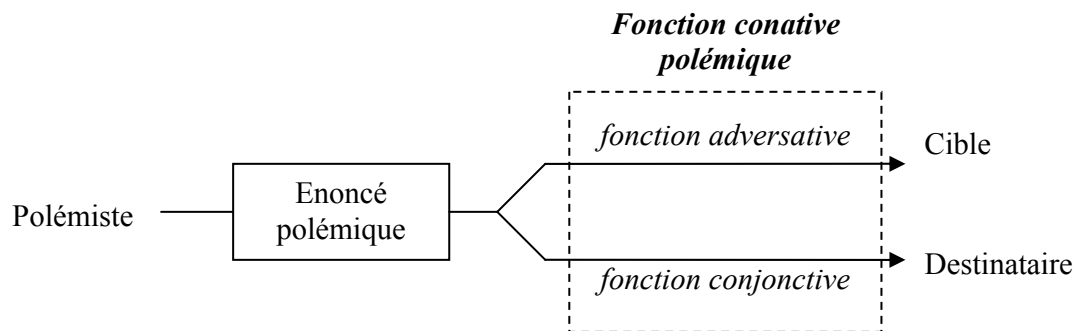 Fonction conative
polémique
fonction adversative
Cible
Enoncé
polémique
Polémiste
fonction conjonctive
Destinataire